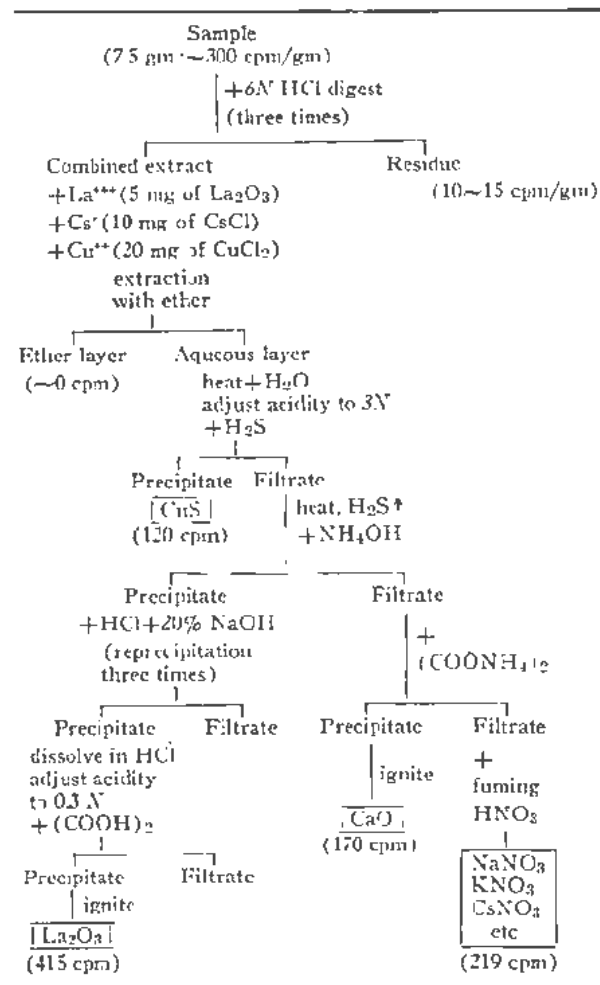 Sample
(7.5 gm ·~300 cpm/gm)
+6N HCl digest
(three times)
Combined extract
+La⁺⁺⁺ (5 mg of La₂O₃)
+Cs⁺ (10 mg of CsCl)
+Cu⁺⁺ (20 mg of CuCl₂)
extraction
with ether
Residue
(10~15 cpm/gm)
Ether layer
(~0 cpm)
Aqueous layer
heat+H₂O
adjust acidity to 3N
+H₂S
Precipitate
CuS
(120 cpm)
Filtrate
heat, H₂S↑
+NH₄OH
Precipitate
+HCl+20% NaOH
(reprecipitation
three times)
Filtrate
+
(COONH₄)₂
Precipitate
dissolve in HCl
adjust acidity
to 0.3 N
+(COOH)₂
Filtrate
Precipitate
ignite
CaO
(170 cpm)
Filtrate
+
fuming
HNO₃
NaNO₃
KNO₃
CsNO₃
etc
(219 cpm)
Precipitate
ignite
La₂O₃
(415 cpm)
Filtrate